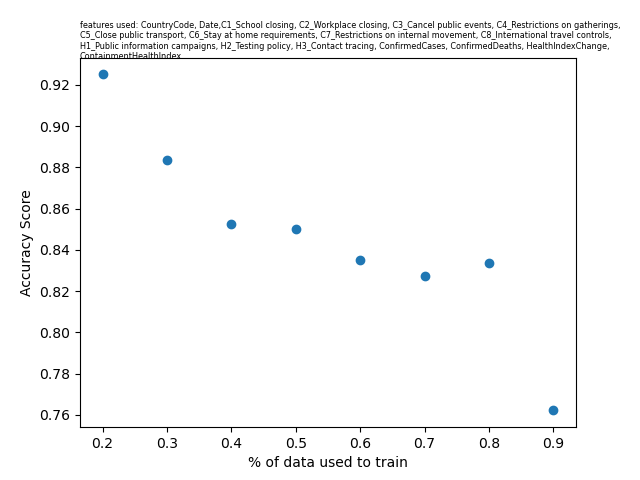 features used: CountryCode, Date,C1_School closing, C2_Workplace closing, C3_Cancel public events, C4_Restrictions on gatherings,
C5_Close public transport, C6_Stay at home requirements, C7_Restrictions on internal movement, C8_International travel controls,
H1_Public information campaigns, H2_Testing policy, H3_Contact tracing, ConfirmedCases, ConfirmedDeaths, HealthIndexChange,
ContainmentHealthIndex
0.92
0.90
0.88
0.86
0.84
0.82
0.80
0.78
0.76
Accuracy Score
0.2 0.3 0.4 0.5 0.6 0.7 0.8 0.9
% of data used to train